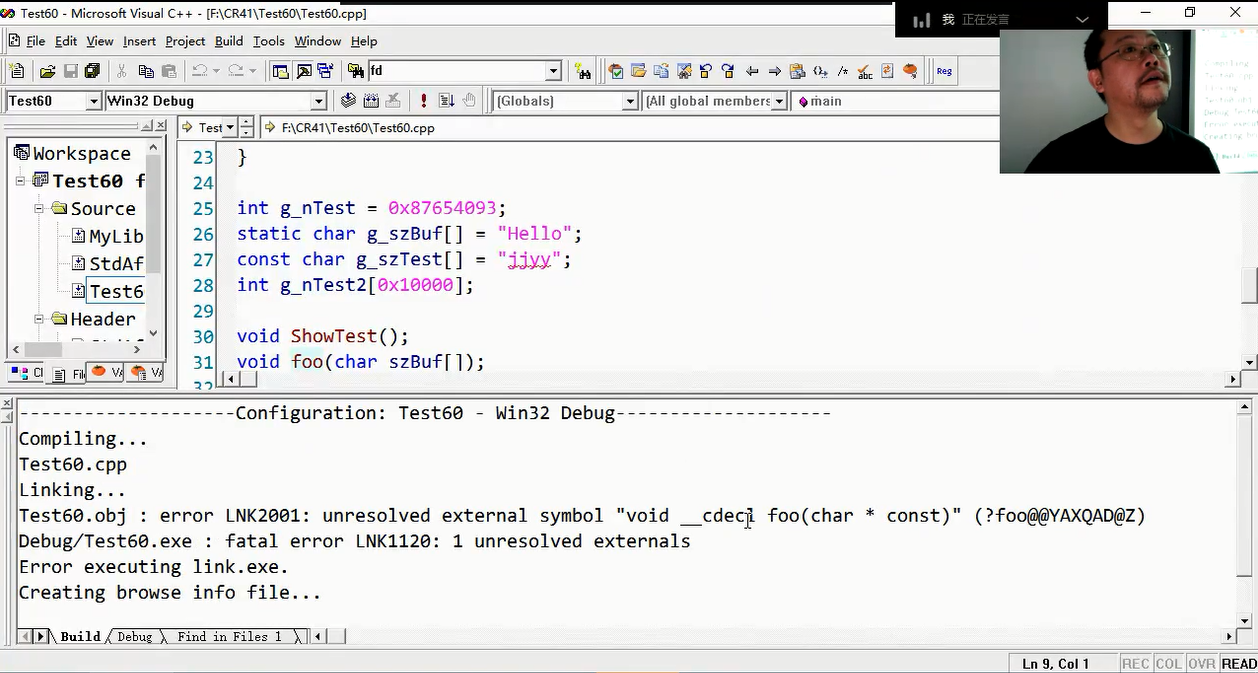 Test60 - Microsoft Visual C++ - [F:\CR41\Test60\Test60.cpp]
我 正在发言
File Edit View Insert Project Build Tools Window Help
fd
Reg
Test60 Win32 Debug [Globals] [All global members main
Test F:\CR41\Test60\Test60.cpp
Workspace
Test60 f
Source
MyLib
StdAf
Test6
Header
Cl Fil VA VA
23 }
24
25 int g_nTest = 0x87654093;
26 static char g_szBuf[] = "Hello";
27 const char g_szTest[] = "jjyy";
28 int g_nTest2[0x10000];
29
30 void ShowTest();
31 void foo(char szBuf[]);
32
--------------------Configuration: Test60 - Win32 Debug--------------------
Compiling...
Test60.cpp
Linking...
Test60.obj : error LNK2001: unresolved external symbol "void __cdecl foo(char * const)" (?foo@@YAXQAD@Z)
Debug/Test60.exe : fatal error LNK1120: 1 unresolved externals
Error executing link.exe.
Creating browse info file...
Build Debug Find in Files 1
Ln 9, Col 1 REC COL OVR READ